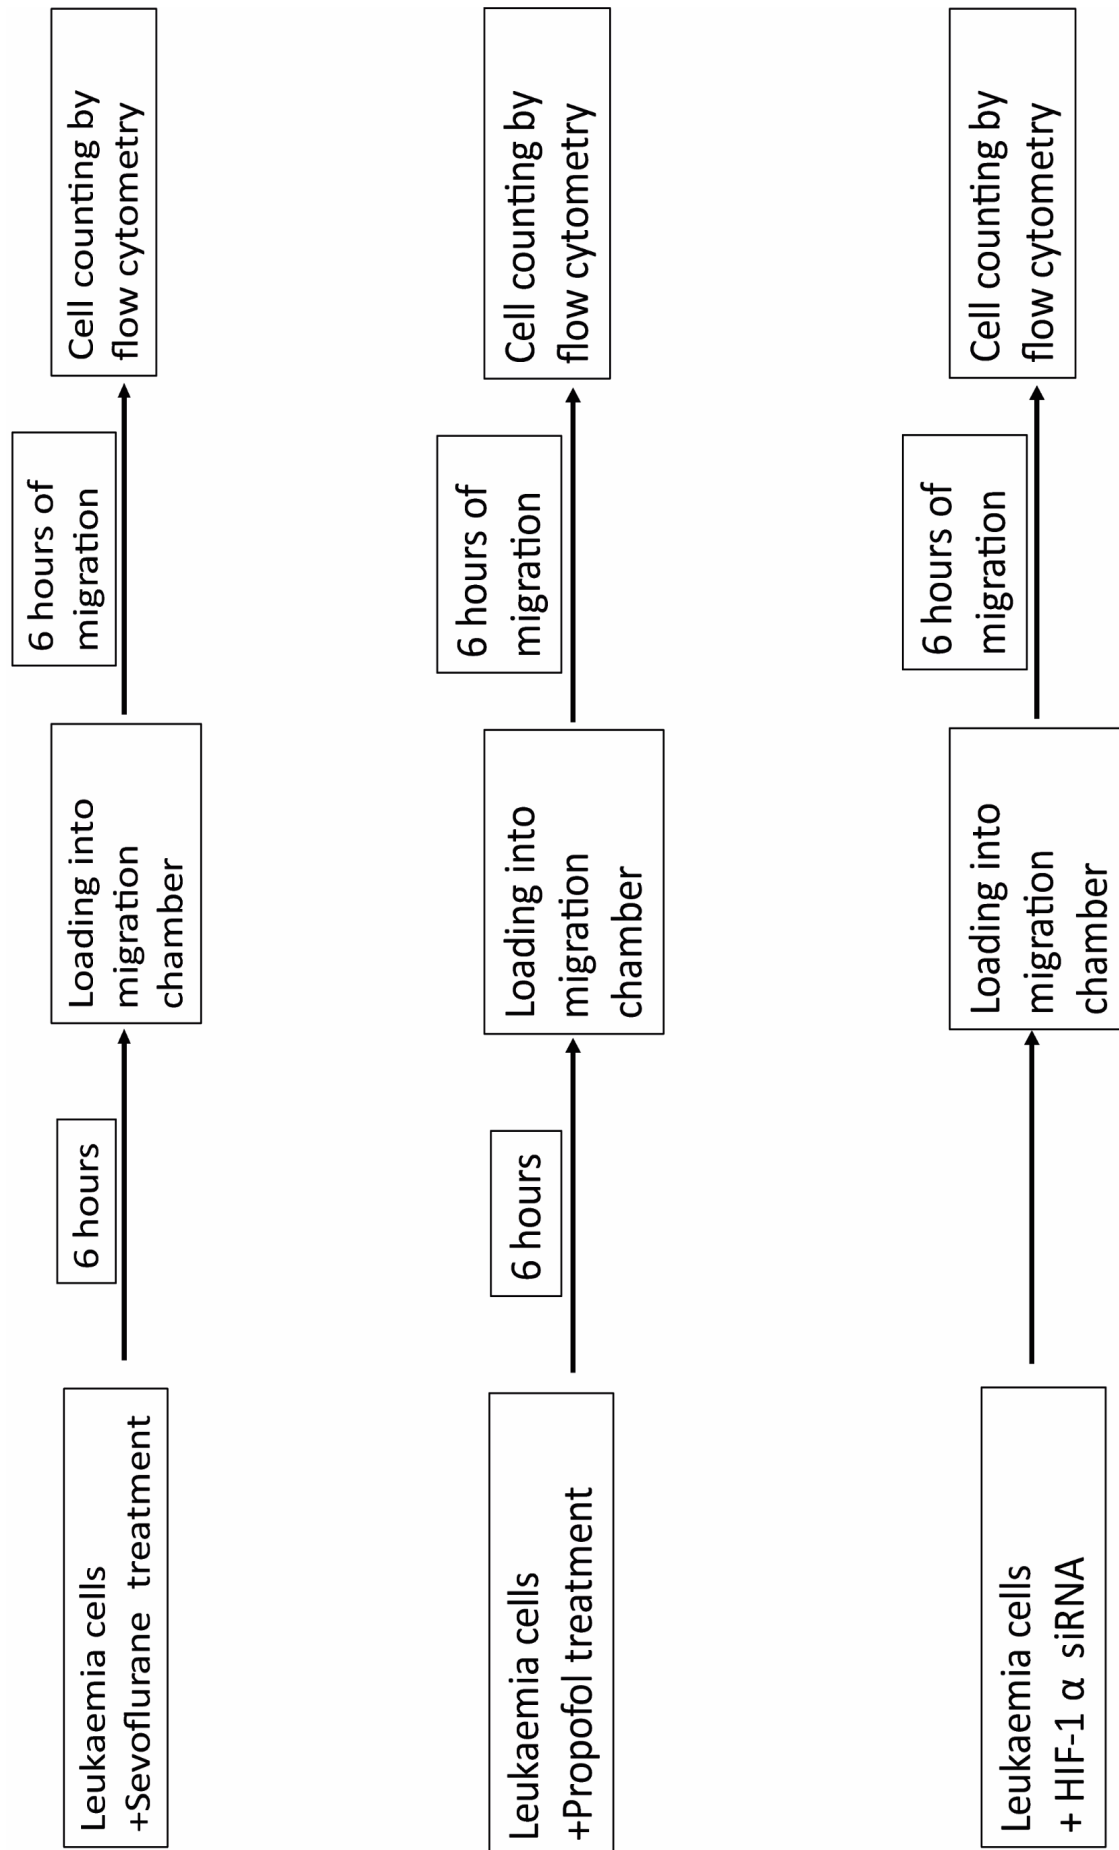 Leukaemia cells
+Sevoflurane treatment
6 hours
Loading into
migration
chamber
6 hours of
migration
Cell counting by
flow cytometry
Leukaemia cells
+Propofol treatment
6 hours
Loading into
migration
chamber
6 hours of
migration
Cell counting by
flow cytometry
Leukaemia cells
+ HIF-1 α siRNA
Loading into
migration
chamber
6 hours of
migration
Cell counting by
flow cytometry